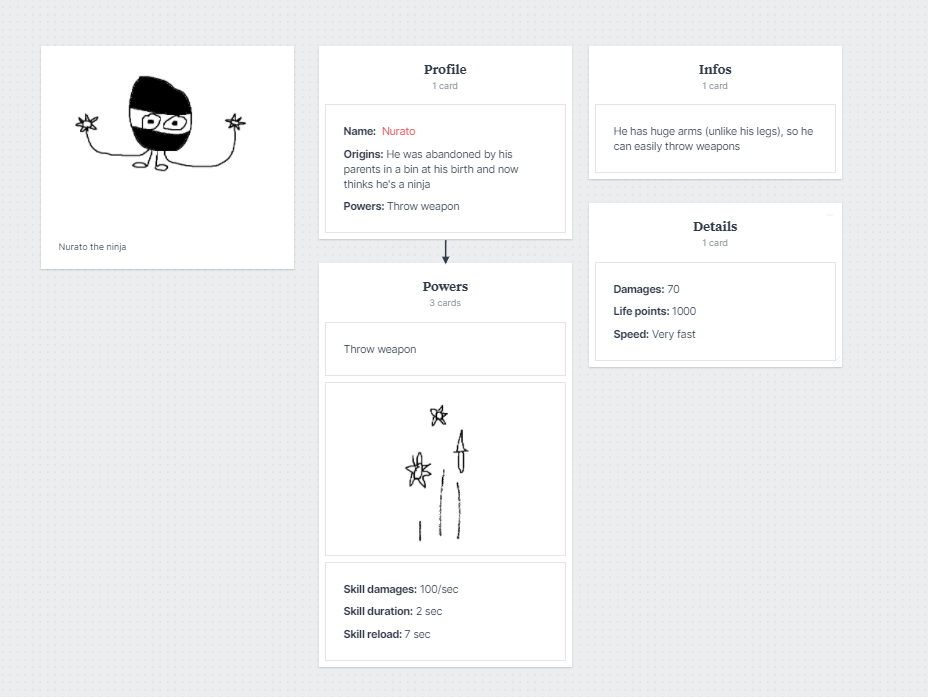 Nurato the ninja
Profile
1 card
Name: Nurato
Origins: He was abandoned by his
parents in a bin at his birth and now
thinks he's a ninja
Powers: Throw weapon
Powers
3 cards
Throw weapon
Skill damages: 100/sec
Skill duration: 2 sec
Skill reload: 7 sec
Infos
1 card
He has huge arms (unlike his legs), so he
can easily throw weapons
Details
1 card
Damages: 70
Life points: 1000
Speed: Very fast